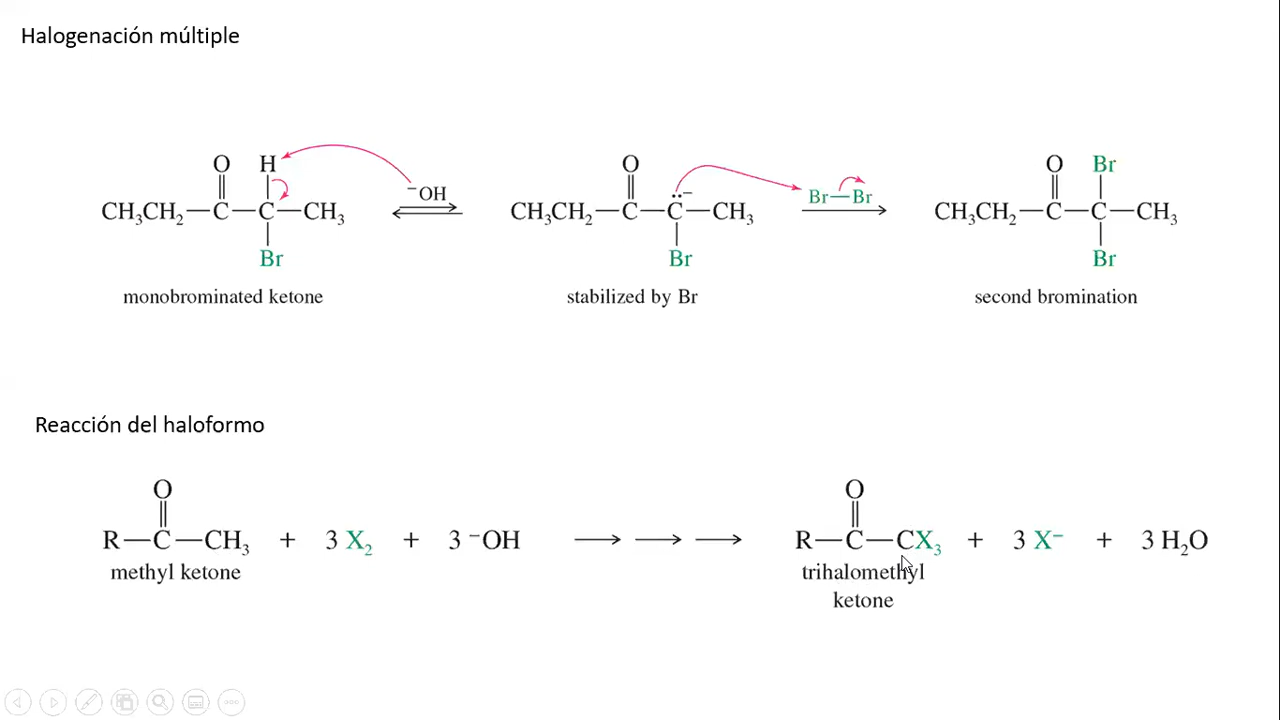 Halogenación múltiple
O H O O Br
⁻OH Br—Br
CH₃CH₂—C—C—CH₃ CH₃CH₂—C—C̈⁻—CH₃ CH₃CH₂—C—C—CH₃
Br Br Br
monobrominated ketone stabilized by Br second bromination
Reacción del haloformo
O O
R—C—CH₃ + 3 X₂ + 3 ⁻OH → → → R—C—CX₃ + 3 X⁻ + 3 H₂O
methyl ketone trihalomethyl
ketone